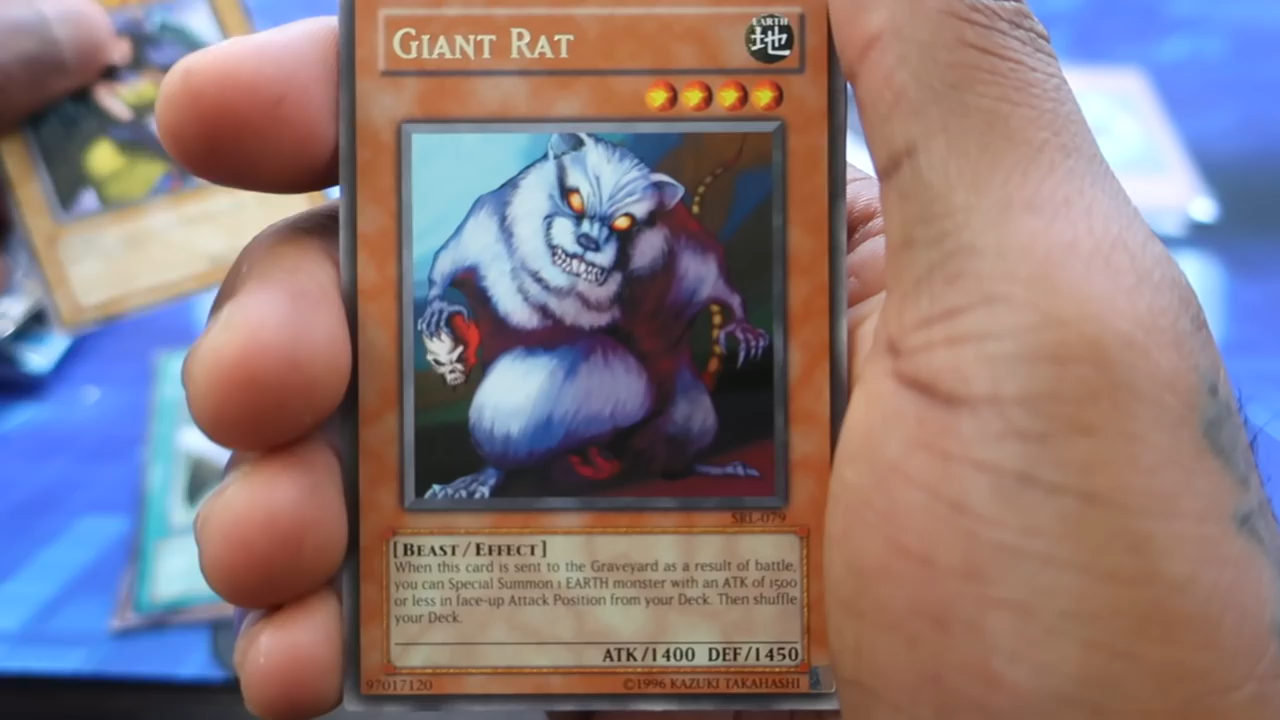 GIANT RAT
EARTH
地
SRL-079
[BEAST/EFFECT]
When this card is sent to the Graveyard as a result of battle,
you can Special Summon 1 EARTH monster with an ATK of 1500
or less in face-up Attack Position from your Deck. Then shuffle
your Deck.
ATK/1400 DEF/1450
97017120
©1996 KAZUKI TAKAHASHI